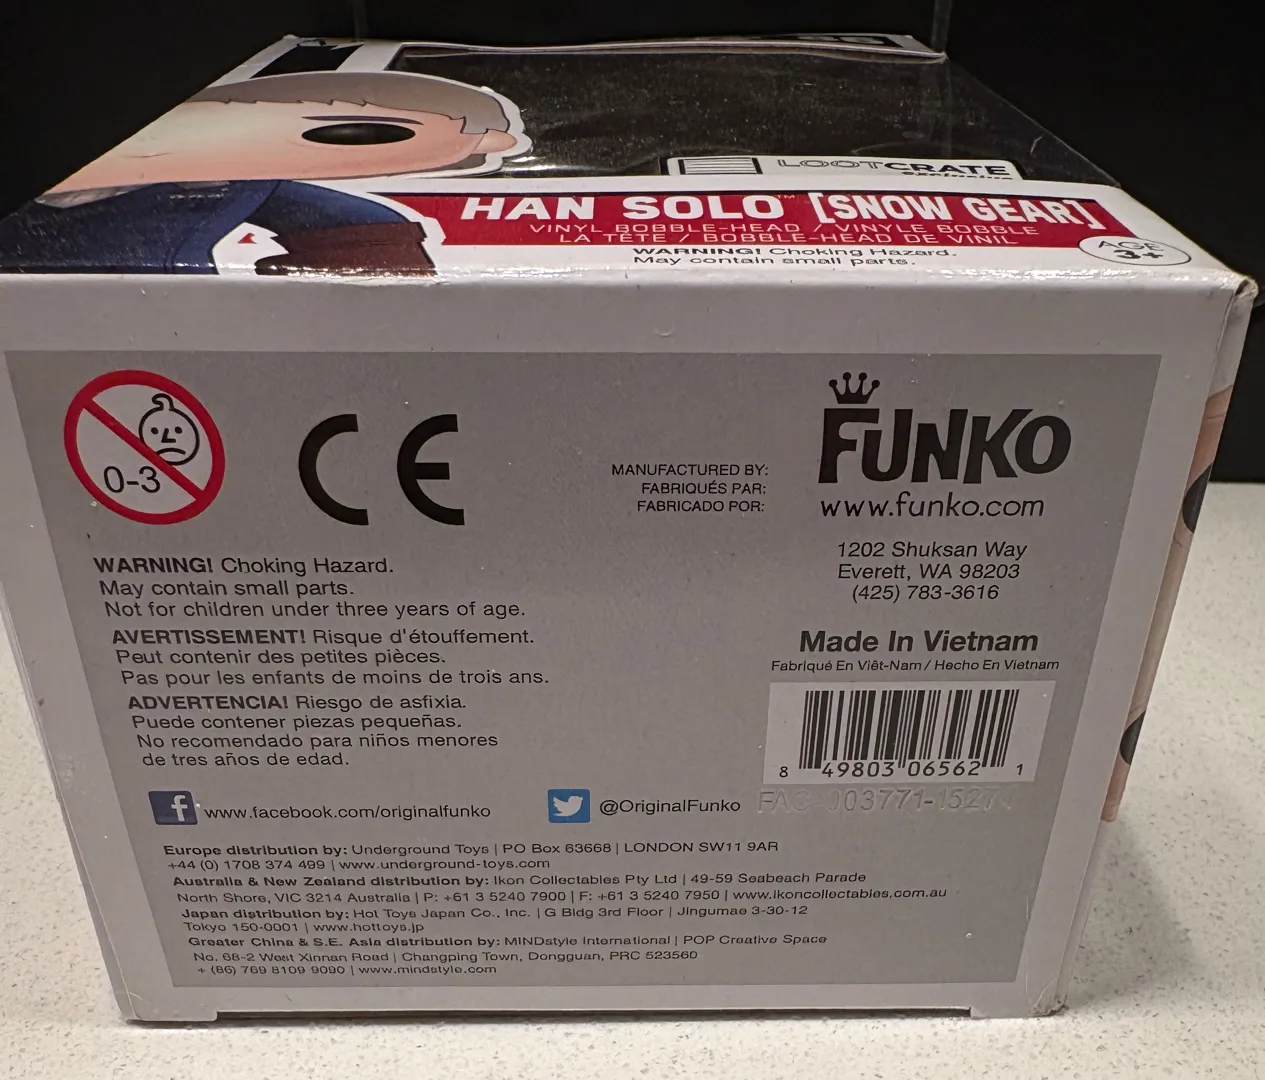 LOOTCRATE
HAN SOLO™ [SNOW GEAR]
VINYL BOBBLE-HEAD / VINYLE BOBBLE
LA TÊTE / BOBBLE-HEAD DE VINIL
WARNING! Choking Hazard.
May contain small parts.
AGE
3+
0-3
CE
MANUFACTURED BY:
FABRIQUÉS PAR:
FABRICADO POR:
FUNKO
www.funko.com
1202 Shuksan Way
Everett, WA 98203
(425) 783-3616
WARNING! Choking Hazard.
May contain small parts.
Not for children under three years of age.
AVERTISSEMENT! Risque d'étouffement.
Peut contenir des petites pièces.
Pas pour les enfants de moins de trois ans.
ADVERTENCIA! Riesgo de asfixia.
Puede contener piezas pequeñas.
No recomendado para niños menores
de tres años de edad.
Made In Vietnam
Fabriqué En Viêt-Nam / Hecho En Vietnam
8 49803 06562 1
f www.facebook.com/originalfunko
@OriginalFunko
FAC-003771-1527
Europe distribution by: Underground Toys | PO Box 63668 | LONDON SW11 9AR
+44 (0) 1708 374 499 | www.underground-toys.com
Australia & New Zealand distribution by: Ikon Collectables Pty Ltd | 49-59 Seabeach Parade
North Shore, VIC 3214 Australia | P: +61 3 5240 7900 | F: +61 3 5240 7950 | www.ikoncollectables.com.au
Japan distribution by: Hot Toys Japan Co., Inc. | G Bldg 3rd Floor | Jingumae 3-30-12
Tokyo 150-0001 | www.hottoys.jp
Greater China & S.E. Asia distribution by: MINDstyle International | POP Creative Space
No. 68-2 West Xinnan Road | Changping Town, Dongguan, PRC 523560
+ (86) 769 8109 9090 | www.mindstyle.com